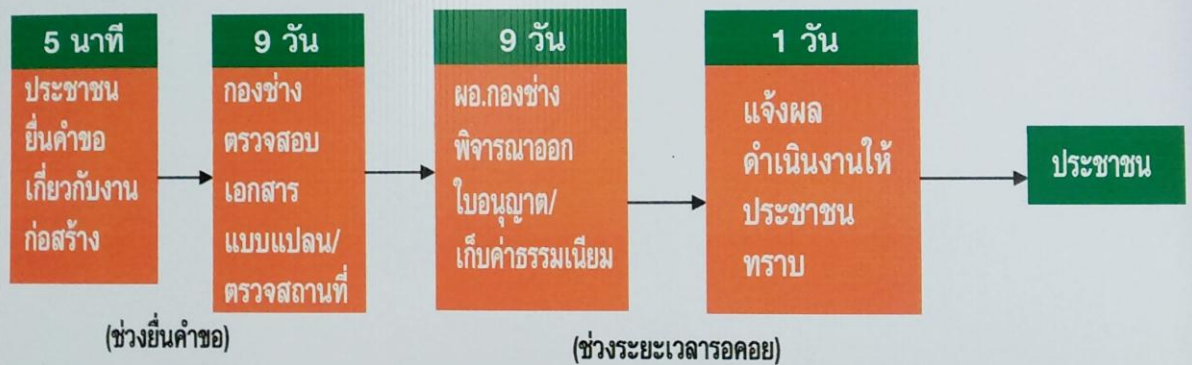 5 นาที
ประชาชน
ยื่นคำขอ
เกี่ยวกับงาน
ก่อสร้าง
9 วัน
กองช่าง
ตรวจสอบ
เอกสาร
แบบแปลน/
ตรวจสถานที่
9 วัน
ผอ.กองช่าง
พิจารณาออก
ใบอนุญาต/
เก็บค่าธรรมเนียม
1 วัน
แจ้งผล
ดำเนินงานให้
ประชาชน
ทราบ
ประชาชน
(ช่วงยื่นคำขอ)
(ช่วงระยะเวลารอคอย)